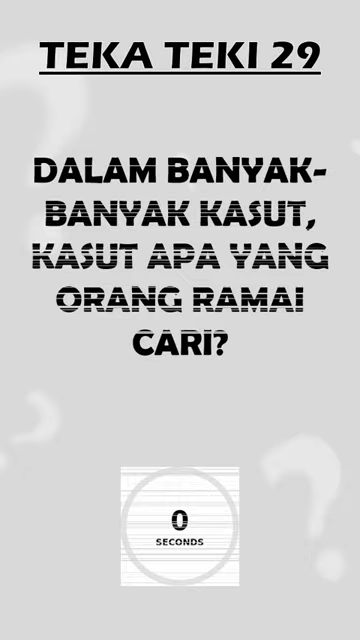 TEKA TEKI 29
DALAM BANYAK-
BANYAK KASUT,
KASUT APA YANG
ORANG RAMAI
CARI?
0
SECONDS